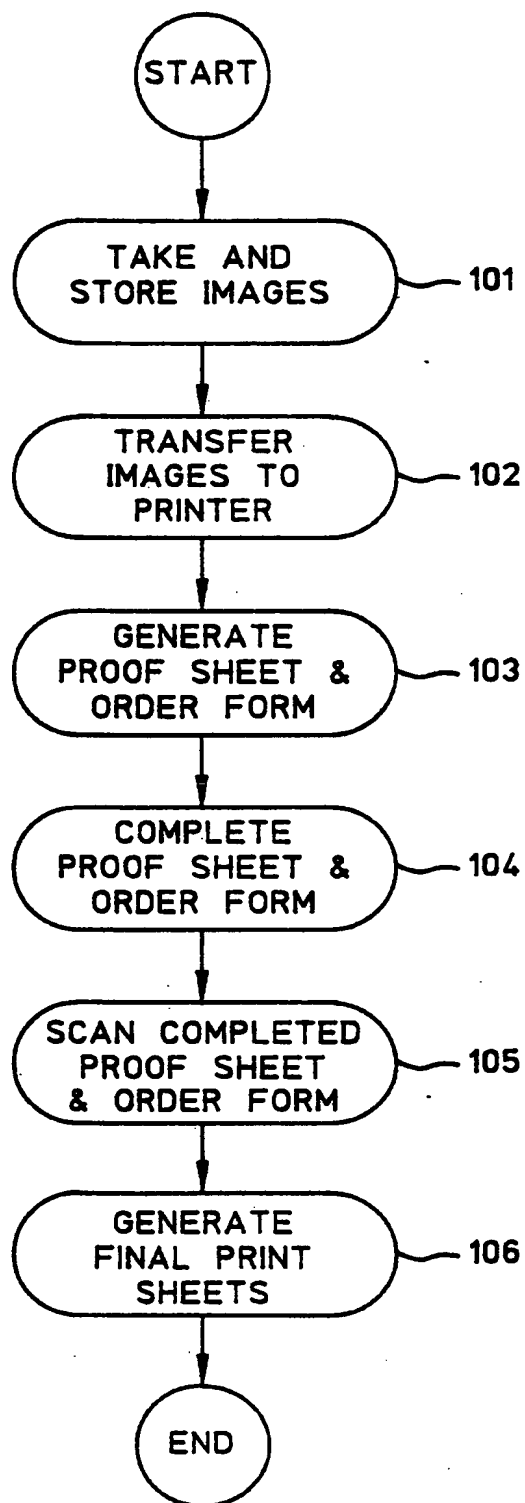 START
TAKE AND
STORE IMAGES
101
TRANSFER
IMAGES TO
PRINTER
102
GENERATE
PROOF SHEET &
ORDER FORM
103
COMPLETE
PROOF SHEET &
ORDER FORM
104
SCAN COMPLETED
PROOF SHEET
& ORDER FORM
105
GENERATE
FINAL PRINT
SHEETS
106
END